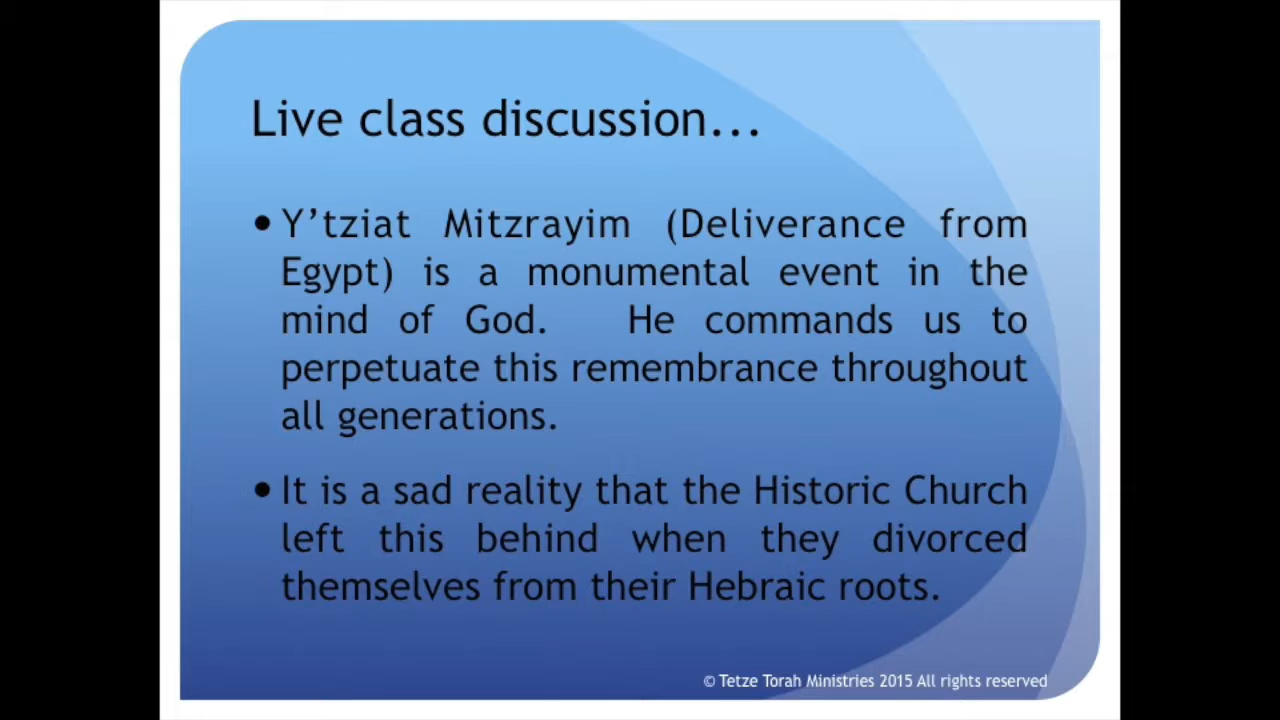 Live class discussion...
• Y’tziat Mitzrayim (Deliverance from
Egypt) is a monumental event in the
mind of God. He commands us to
perpetuate this remembrance throughout
all generations.
• It is a sad reality that the Historic Church
left this behind when they divorced
themselves from their Hebraic roots.
© Tetze Torah Ministries 2015 All rights reserved